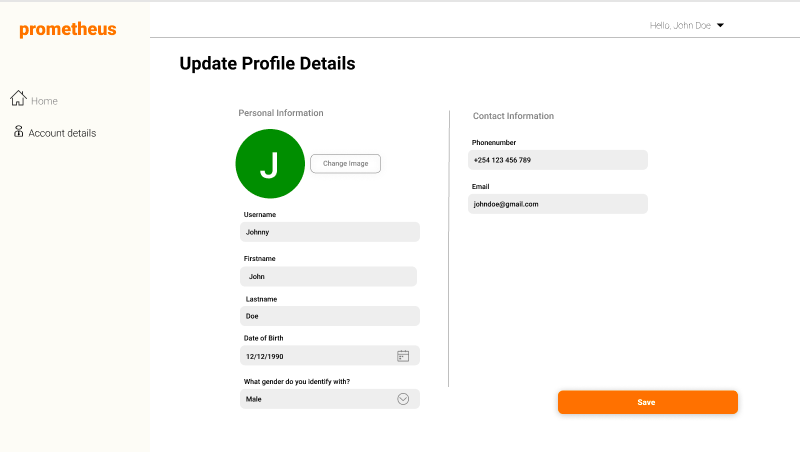 prometheus
Hello, John Doe
Home
Account details
Update Profile Details
Personal Information
J
Change Image
Username
Johnny
Firstname
John
Lastname
Doe
Date of Birth
12/12/1990
What gender do you identify with?
Male
Contact Information
Phonenumber
+254 123 456 789
Email
johndoe@gmail.com
Save